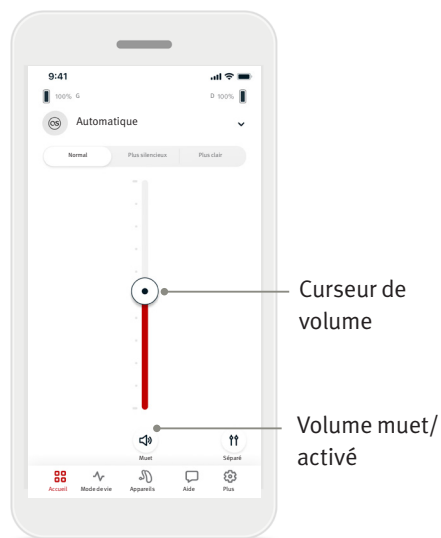 9:41
100% G
D 100%
Automatique
Normal Plus silencieux Plus clair
Curseur de
volume
Volume muet/
activé
Muet Séparé
Accueil Mode de vie Appareils Aide Plus